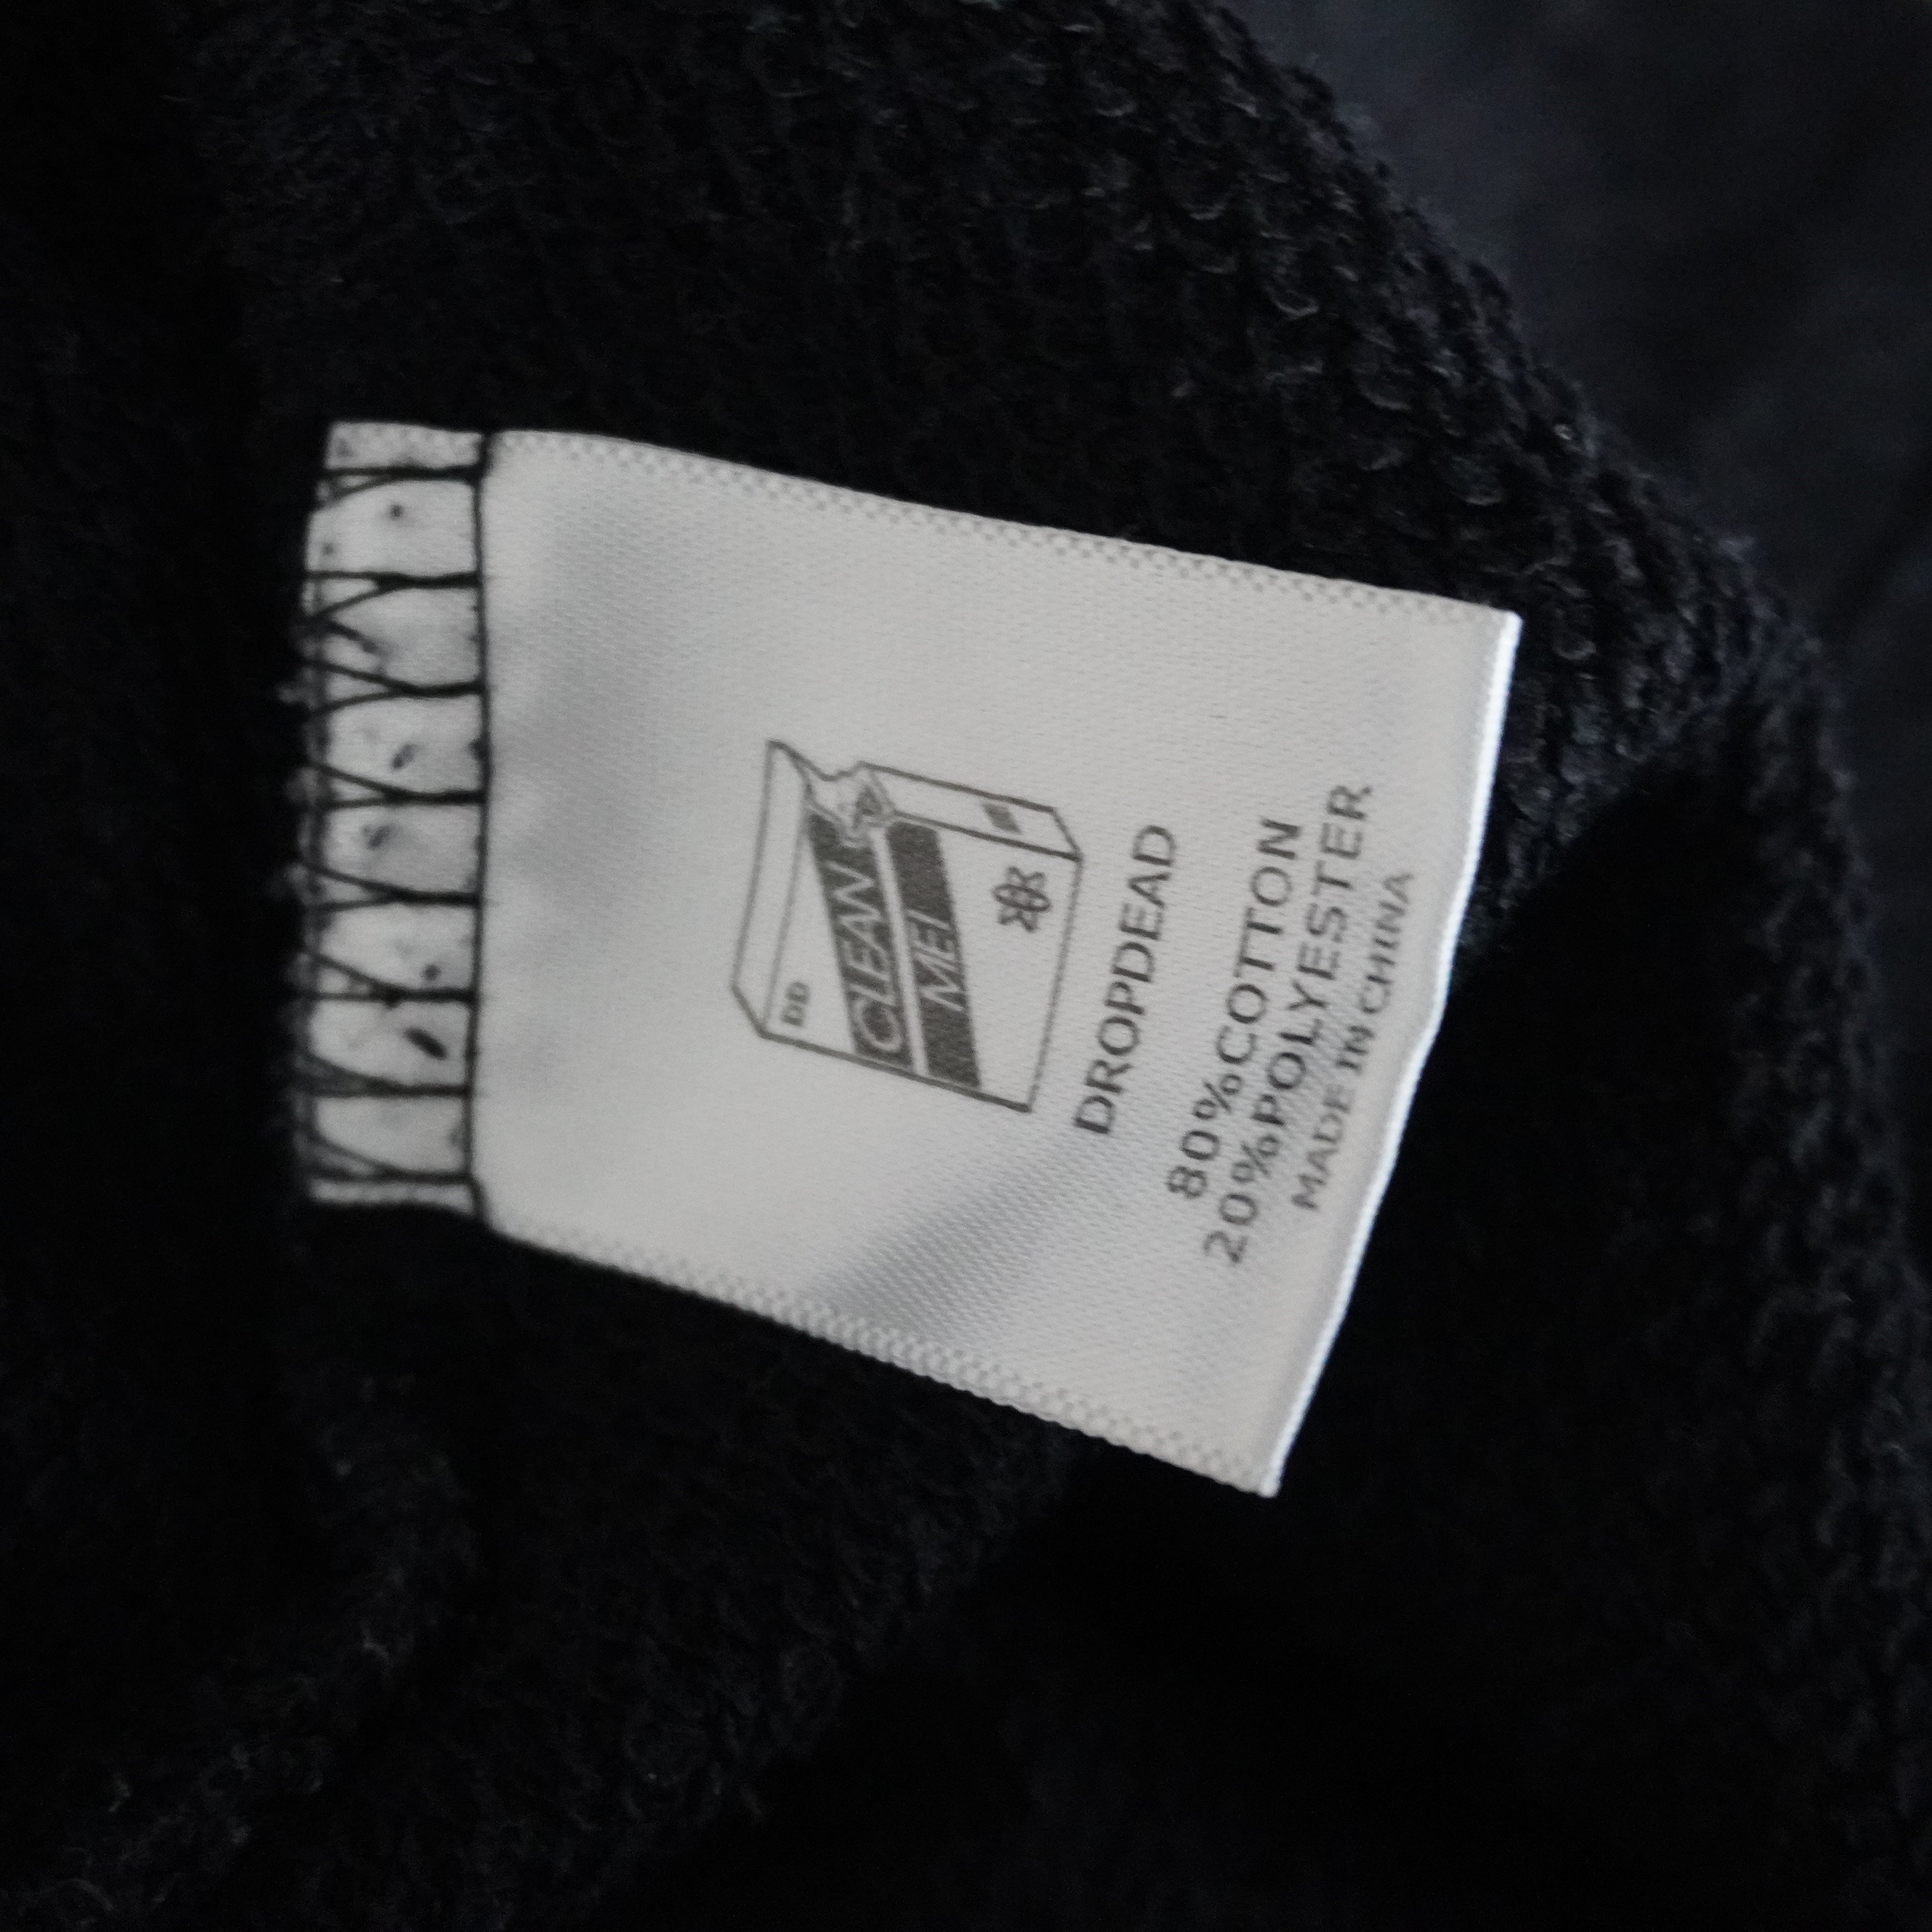 DD
CLEAN
ME!
DROPDEAD
80%COTTON
20%POLYESTER
MADE IN CHINA